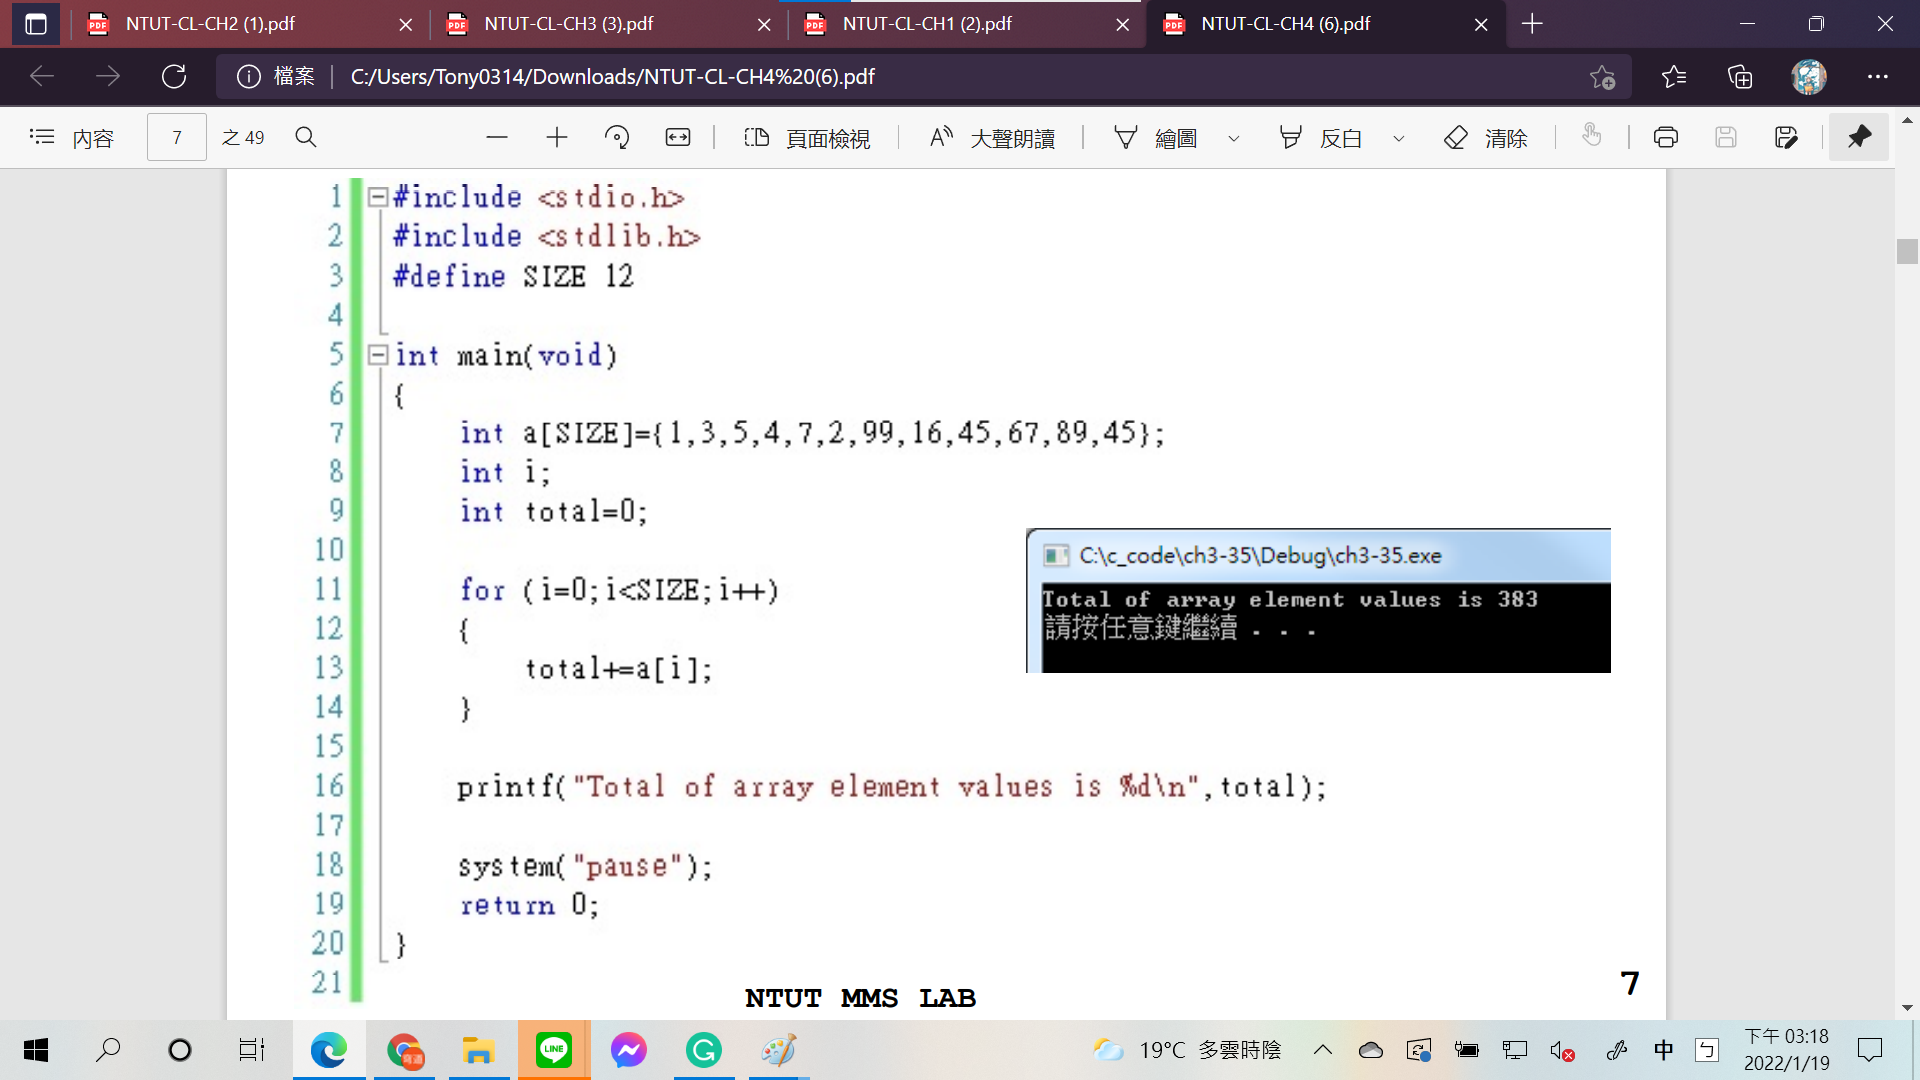 NTUT-CL-CH2 (1).pdf
NTUT-CL-CH3 (3).pdf
NTUT-CL-CH1 (2).pdf
NTUT-CL-CH4 (6).pdf
檔案
C:/Users/Tony0314/Downloads/NTUT-CL-CH4%20(6).pdf
內容
7
之 49
頁面檢視
大聲朗讀
繪圖
反白
清除
1 #include <stdio.h>
2 #include <stdlib.h>
3 #define SIZE 12
4
5 int main(void)
6 {
7 int a[SIZE]={1,3,5,4,7,2,99,16,45,67,89,45};
8 int i;
9 int total=0;
10
11 for (i=0;i<SIZE;i++)
12 {
13 total+=a[i];
14 }
15
16 printf("Total of array element values is %d\n",total);
17
18 system("pause");
19 return 0;
20 }
21
C:\c_code\ch3-35\Debug\ch3-35.exe
Total of array element values is 383
請按任意鍵繼續 . . .
NTUT MMS LAB
7
LINE
19°C 多雲時陰
中
ㄅ
下午 03:18
2022/1/19